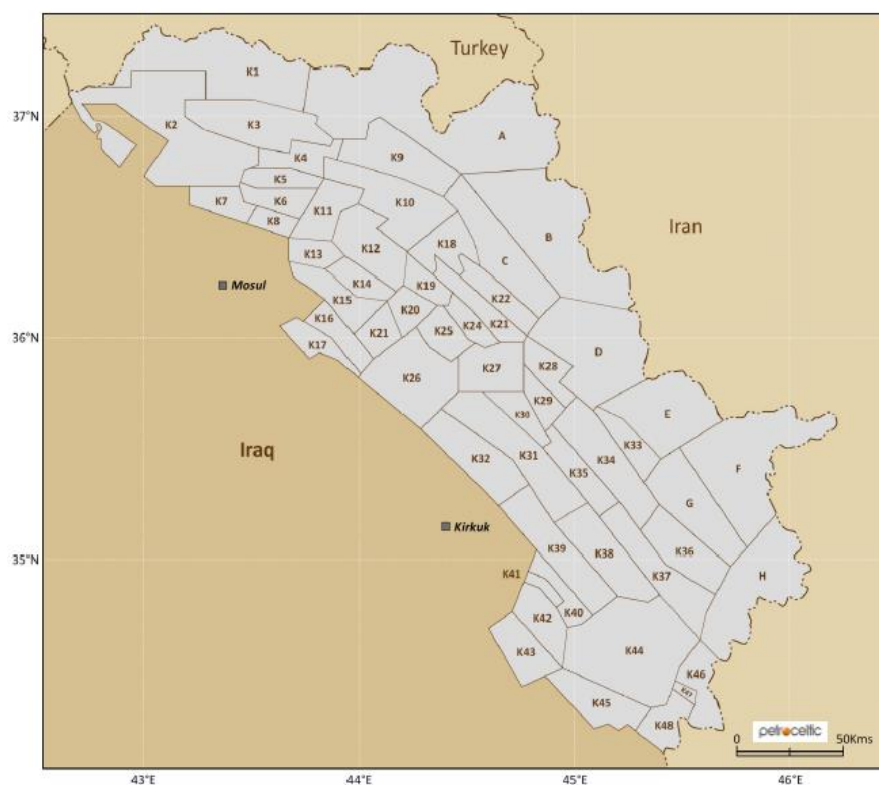 Turkey
K1
37°N
K2
K3
A
K4
K9
K5
K7
K6
K10
K8
K11
Iran
B
K12
K18
K13
C
Mosul
K14
K19
K15
K22
K16
K20
K24
K21
K21
K25
36°N
K17
D
K28
K27
K26
K29
K30
E
K33
Iraq
K31
K32
K34
F
K35
G
Kirkuk
K39
K38
K36
35°N
K41
K37
H
K40
K42
K43
K44
K46
K47
K45
K48
petroceltic
0 50Kms
43°E 44°E 45°E 46°E